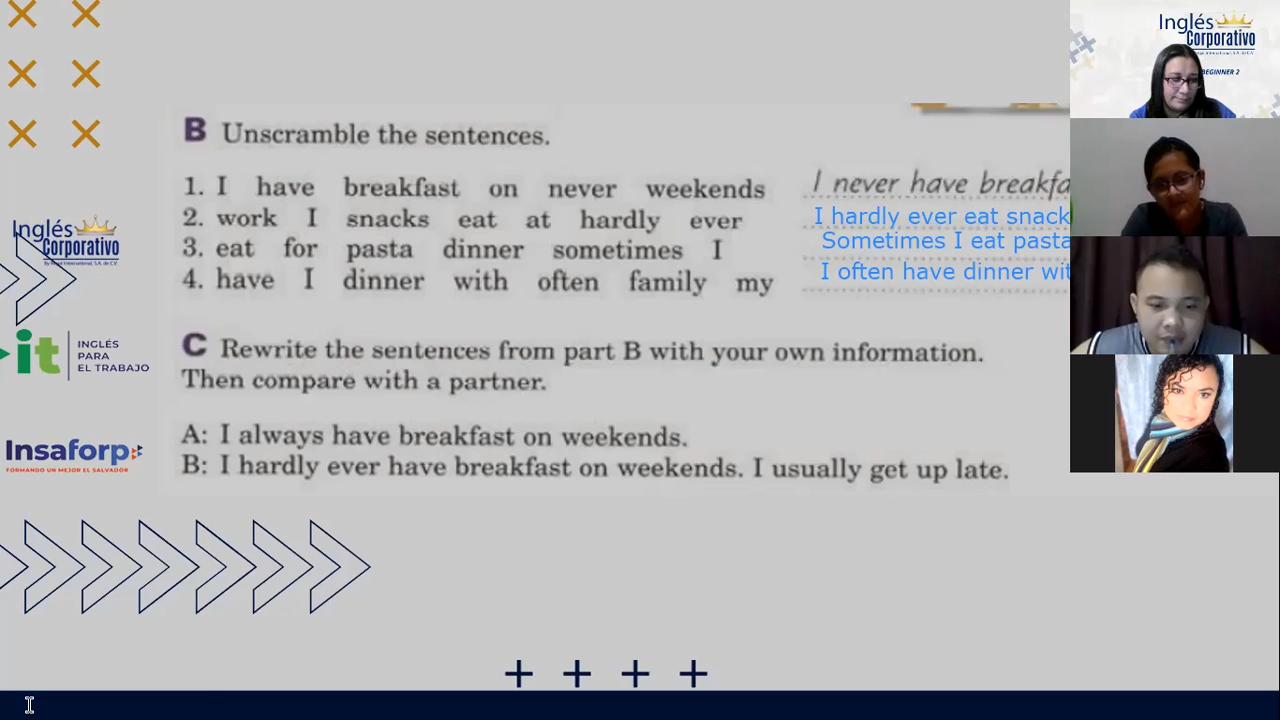 Inglés
Corporativo
BEGINNER 2
B Unscramble the sentences.
1. I have breakfast on never weekends I never have breakfa
2. work I snacks eat at hardly ever I hardly ever eat snack
3. eat for pasta dinner sometimes I Sometimes I eat pasta
4. have I dinner with often family my I often have dinner wit
Inglés
Corporativo
C Rewrite the sentences from part B with your own information.
Then compare with a partner.
it INGLÉS
PARA
EL TRABAJO
A: I always have breakfast on weekends.
B: I hardly ever have breakfast on weekends. I usually get up late.
Insaforp
FORMANDO UN MEJOR EL SALVADOR